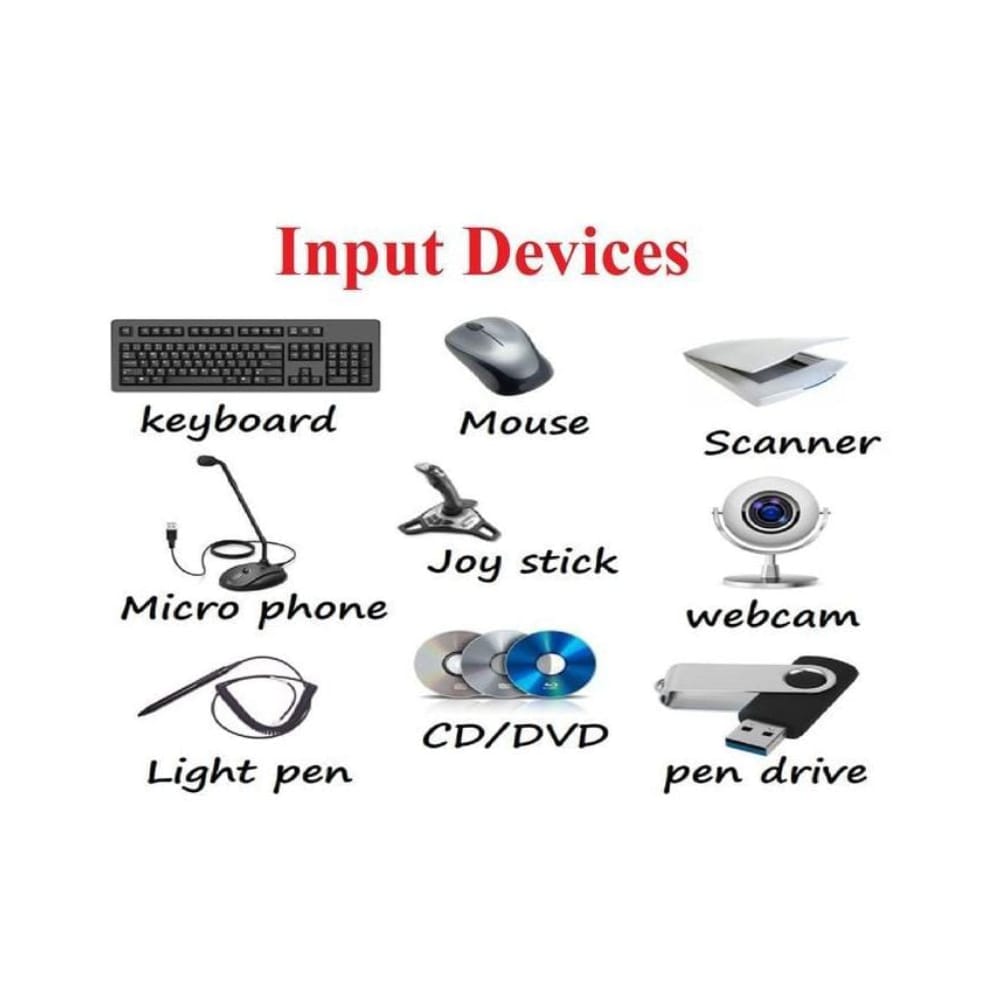 Input Devices
keyboard
Mouse
Scanner
Micro phone
Joy stick
webcam
Light pen
CD/DVD
pen drive